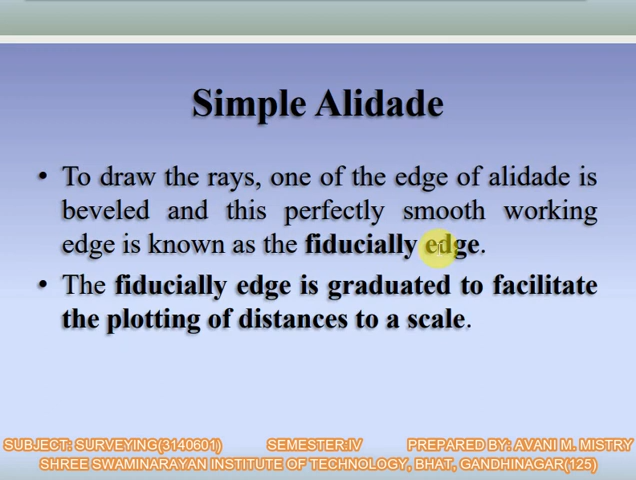 Simple Alidade
• To draw the rays, one of the edge of alidade is
beveled and this perfectly smooth working
edge is known as the fiducially edge.
• The fiducially edge is graduated to facilitate
the plotting of distances to a scale.
SUBJECT: SURVEYING(3140601) SEMESTER:IV PREPARED BY: AVANI M. MISTRY
SHREE SWAMINARAYAN INSTITUTE OF TECHNOLOGY, BHAT, GANDHINAGAR(125)